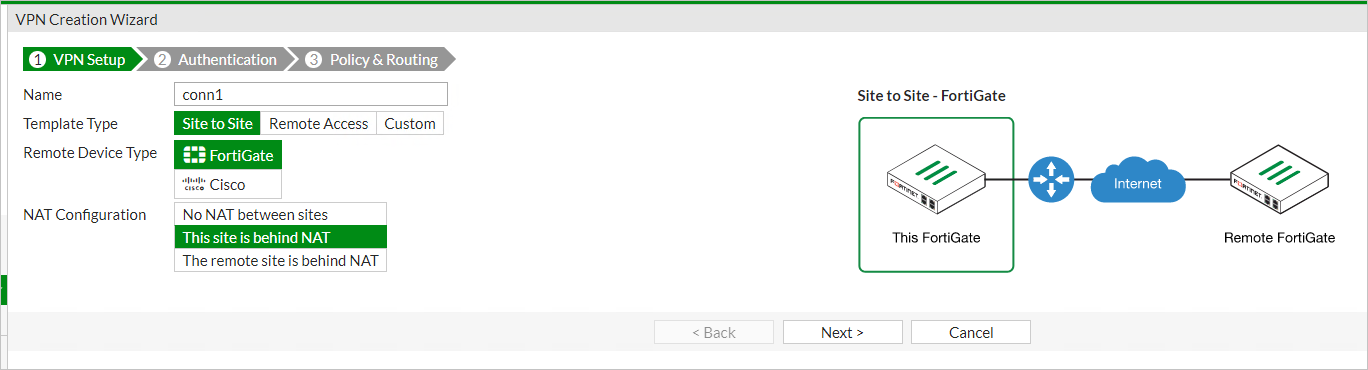 VPN Creation Wizard
1 VPN Setup 2 Authentication 3 Policy & Routing
Name conn1
Template Type Site to Site Remote Access Custom
Remote Device Type FortiGate
CISCO Cisco
NAT Configuration No NAT between sites
This site is behind NAT
The remote site is behind NAT
Site to Site - FortiGate
FORTINET
Internet
FORTINET
This FortiGate
Remote FortiGate
< Back Next > Cancel